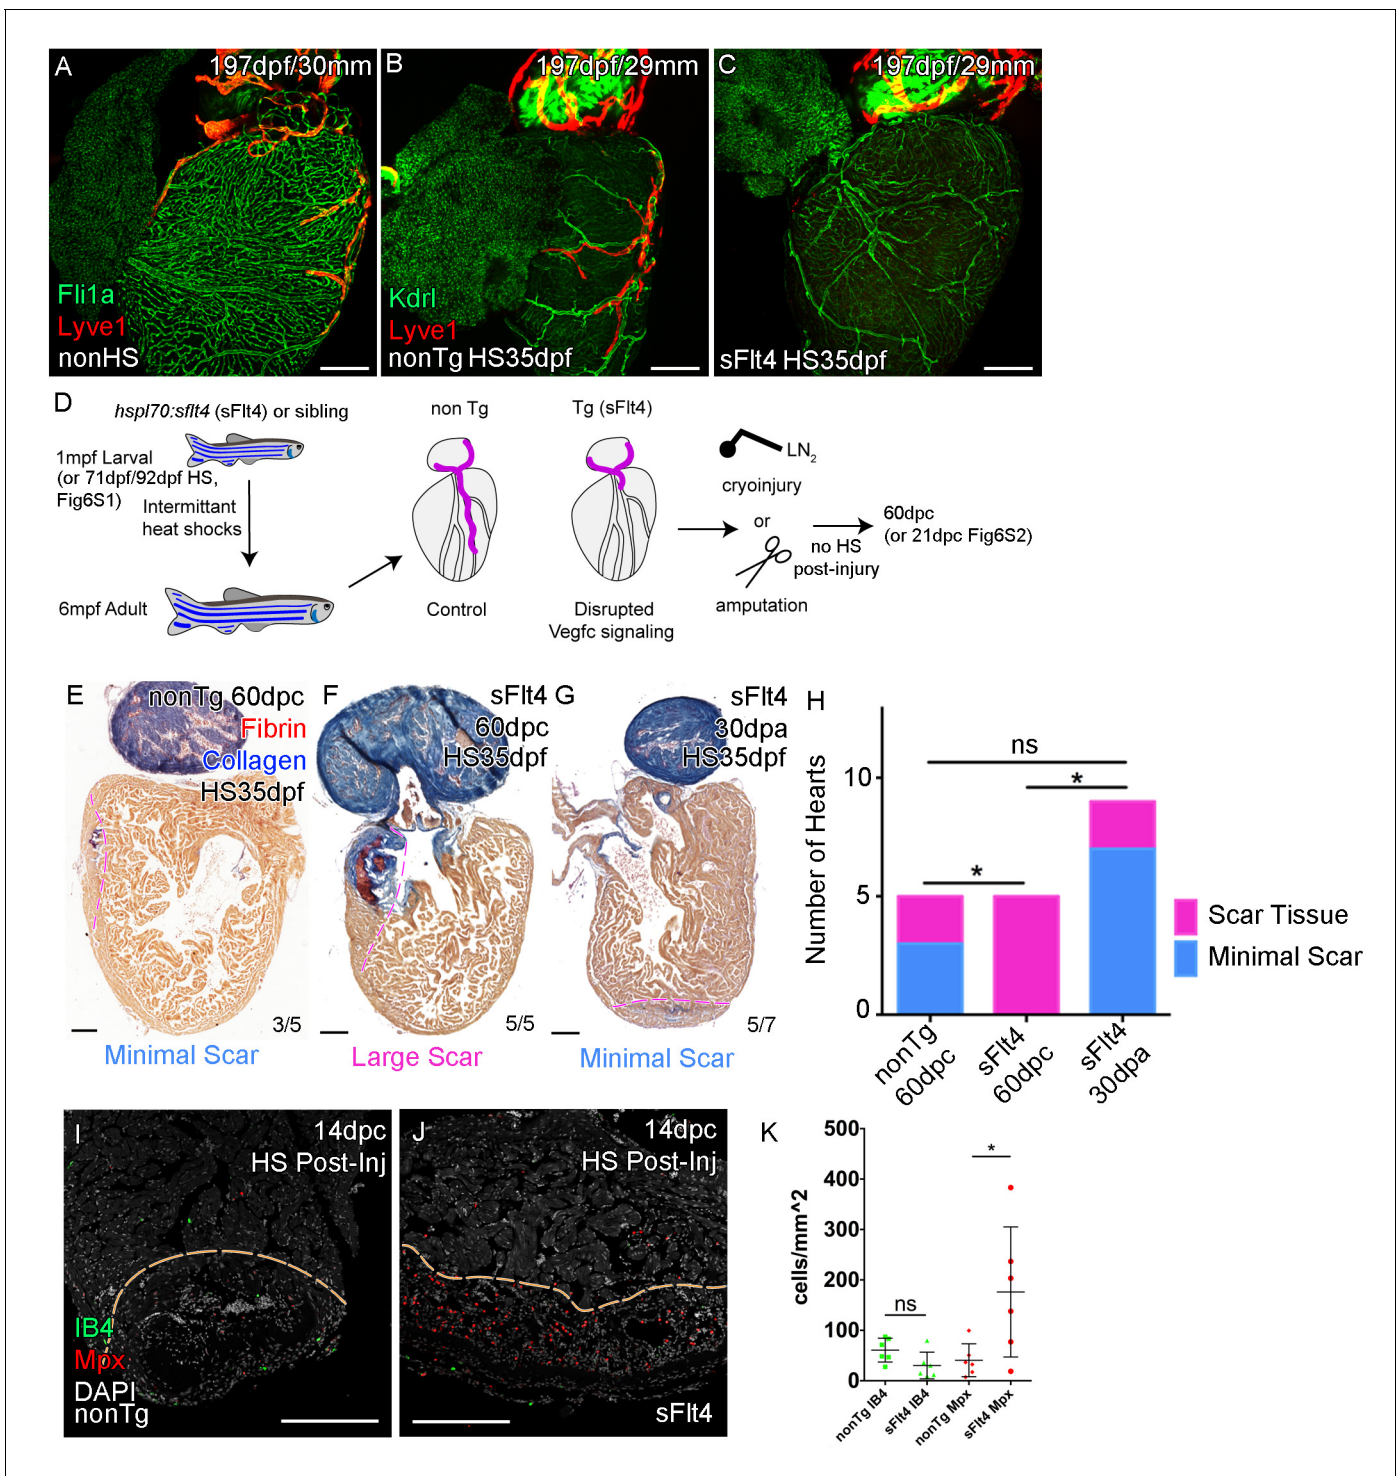 A
197dpf/30mm
Fli1a
Lyve1
nonHS
B
197dpf/29mm
Kdrl
Lyve1
nonTg HS35dpf
C
197dpf/29mm
sFlt4 HS35dpf
D
hspl70:sflt4 (sFlt4) or sibling
1mpf Larval
(or 71dpf/92dpf HS,
Fig6S1)
Intermittant
heat shocks
6mpf Adult
non Tg
Control
Tg (sFlt4)
Disrupted
Vegfc signaling
LN2
cryoinjury
or
amputation
no HS
post-injury
60dpc
(or 21dpc Fig6S2)
E
nonTg 60dpc
Fibrin
Collagen
HS35dpf
3/5
Minimal Scar
F
sFlt4
60dpc
HS35dpf
5/5
Large Scar
G
sFlt4
30dpa
HS35dpf
5/7
Minimal Scar
H
Number of Hearts
10
5
0
ns
*
*
nonTg
60dpc
sFlt4
60dpc
sFlt4
30dpa
Scar Tissue
Minimal Scar
I
14dpc
HS Post-Inj
IB4
Mpx
DAPI
nonTg
J
14dpc
HS Post-Inj
sFlt4
K
cells/mm^2
500
400
300
200
100
0
ns
*
nonTg IB4
sFlt4 IB4
nonTg Mpx
sFlt4 Mpx